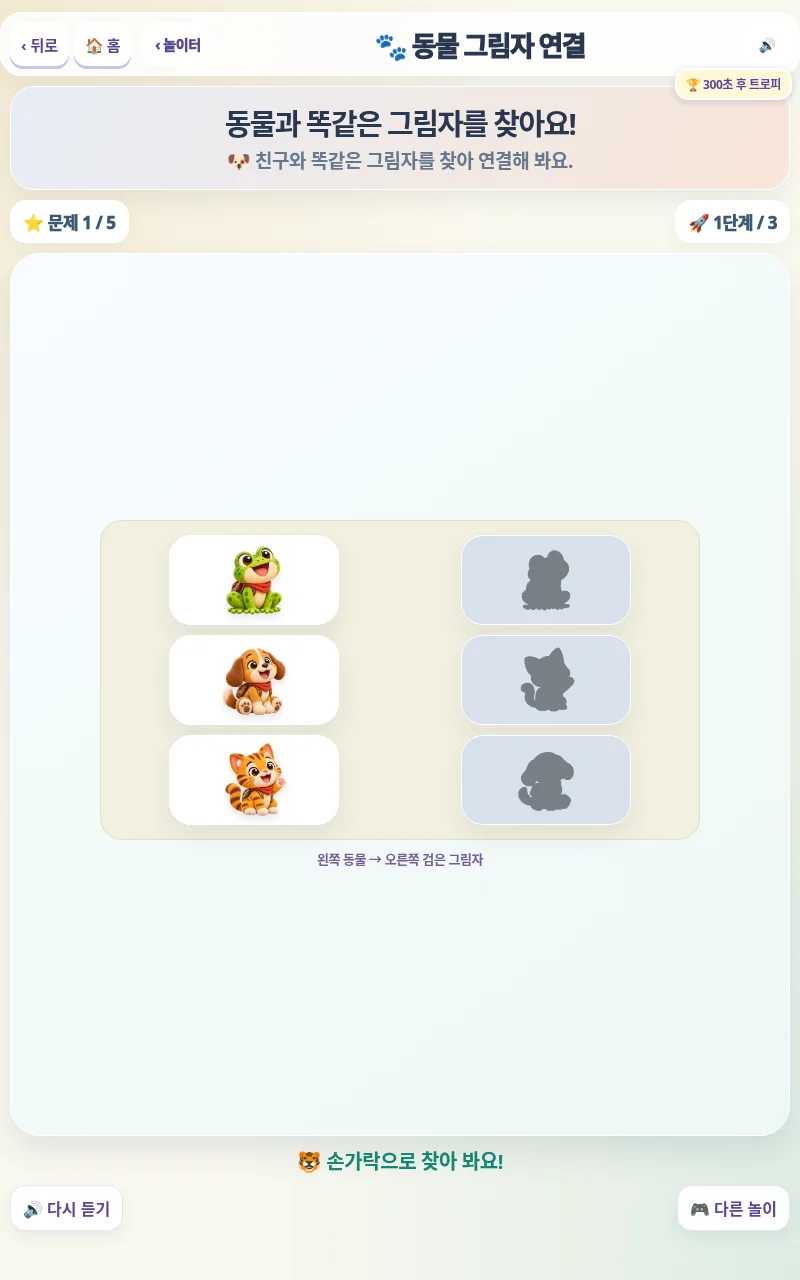 ‹ 뒤로
🏠 홈
‹ 놀이터
🐾 동물 그림자 연결
🔊
🏆 300초 후 트로피
동물과 똑같은 그림자를 찾아요!
🐶 친구와 똑같은 그림자를 찾아 연결해 봐요.
⭐ 문제 1 / 5
🚀 1단계 / 3
왼쪽 동물 → 오른쪽 검은 그림자
🐯 손가락으로 찾아 봐요!
🔊 다시 듣기
🎮 다른 놀이